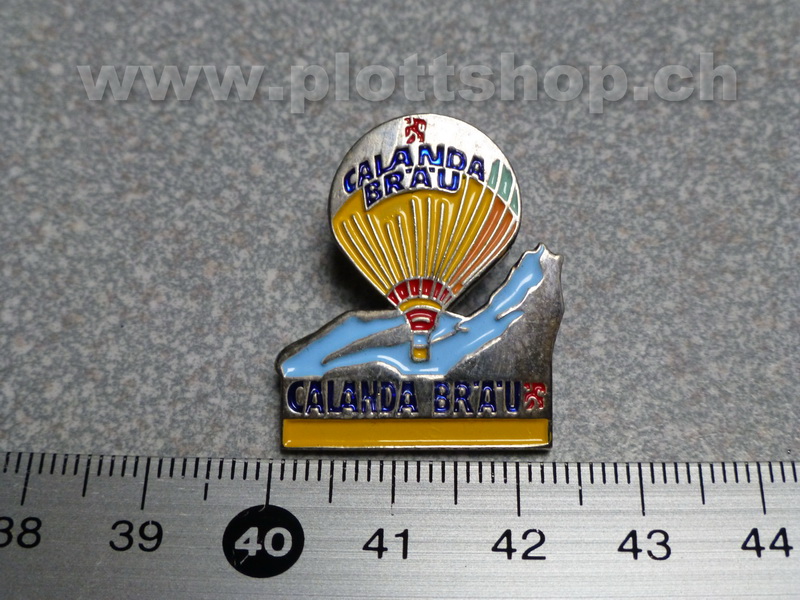 www.plottshop.ch
CALANDA
BRÄU
CALANDA BRÄU
38 39 40 41 42 43 44